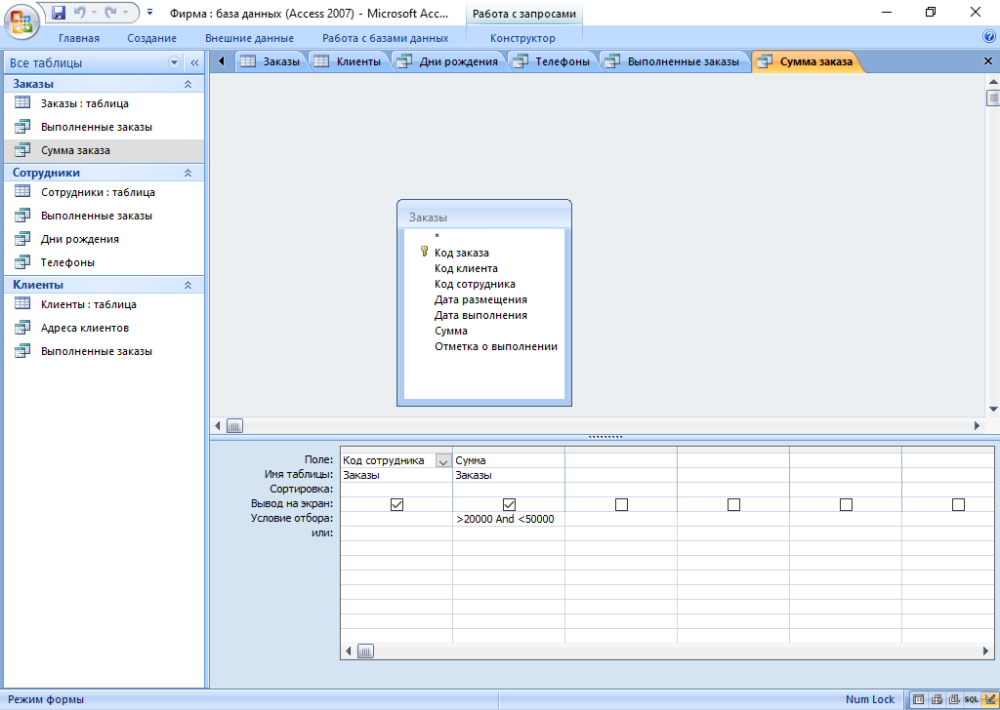 Фирма : база данных (Access 2007) - Microsoft Acc...
Работа с запросами
Главная Создание Внешние данные Работа с базами данных Конструктор
Все таблицы
Заказы Клиенты Дни рождения Телефоны Выполненные заказы Сумма заказа
Заказы
Заказы : таблица
Выполненные заказы
Сумма заказа
Сотрудники
Сотрудники : таблица
Выполненные заказы
Дни рождения
Телефоны
Клиенты
Клиенты : таблица
Адреса клиентов
Выполненные заказы
Заказы
*
Код заказа
Код клиента
Код сотрудника
Дата размещения
Дата выполнения
Сумма
Отметка о выполнении
Поле: Код сотрудника Сумма
Имя таблицы: Заказы Заказы
Сортировка:
Вывод на экран:
Условие отбора: >20000 And <50000
или:
Режим формы
Num Lock
SQL